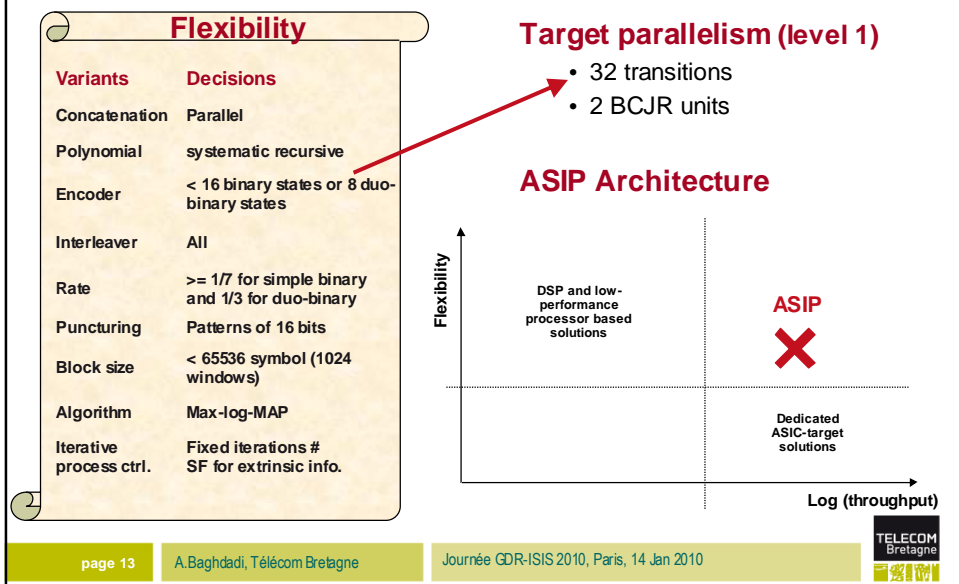 Flexibility
Variants Decisions
Concatenation Parallel
Polynomial systematic recursive
Encoder < 16 binary states or 8 duo-
binary states
Interleaver All
Rate >= 1/7 for simple binary
and 1/3 for duo-binary
Puncturing Patterns of 16 bits
Block size < 65536 symbol (1024
windows)
Algorithm Max-log-MAP
Iterative Fixed iterations #
process ctrl. SF for extrinsic info.
Target parallelism (level 1)
• 32 transitions
• 2 BCJR units
ASIP Architecture
Flexibility
DSP and low-
performance
processor based
solutions
ASIP
Dedicated
ASIC-target
solutions
Log (throughput)
page 13 A.Baghdadi, Télécom Bretagne Journée GDR-ISIS 2010, Paris, 14 Jan 2010
TELECOM
Bretagne